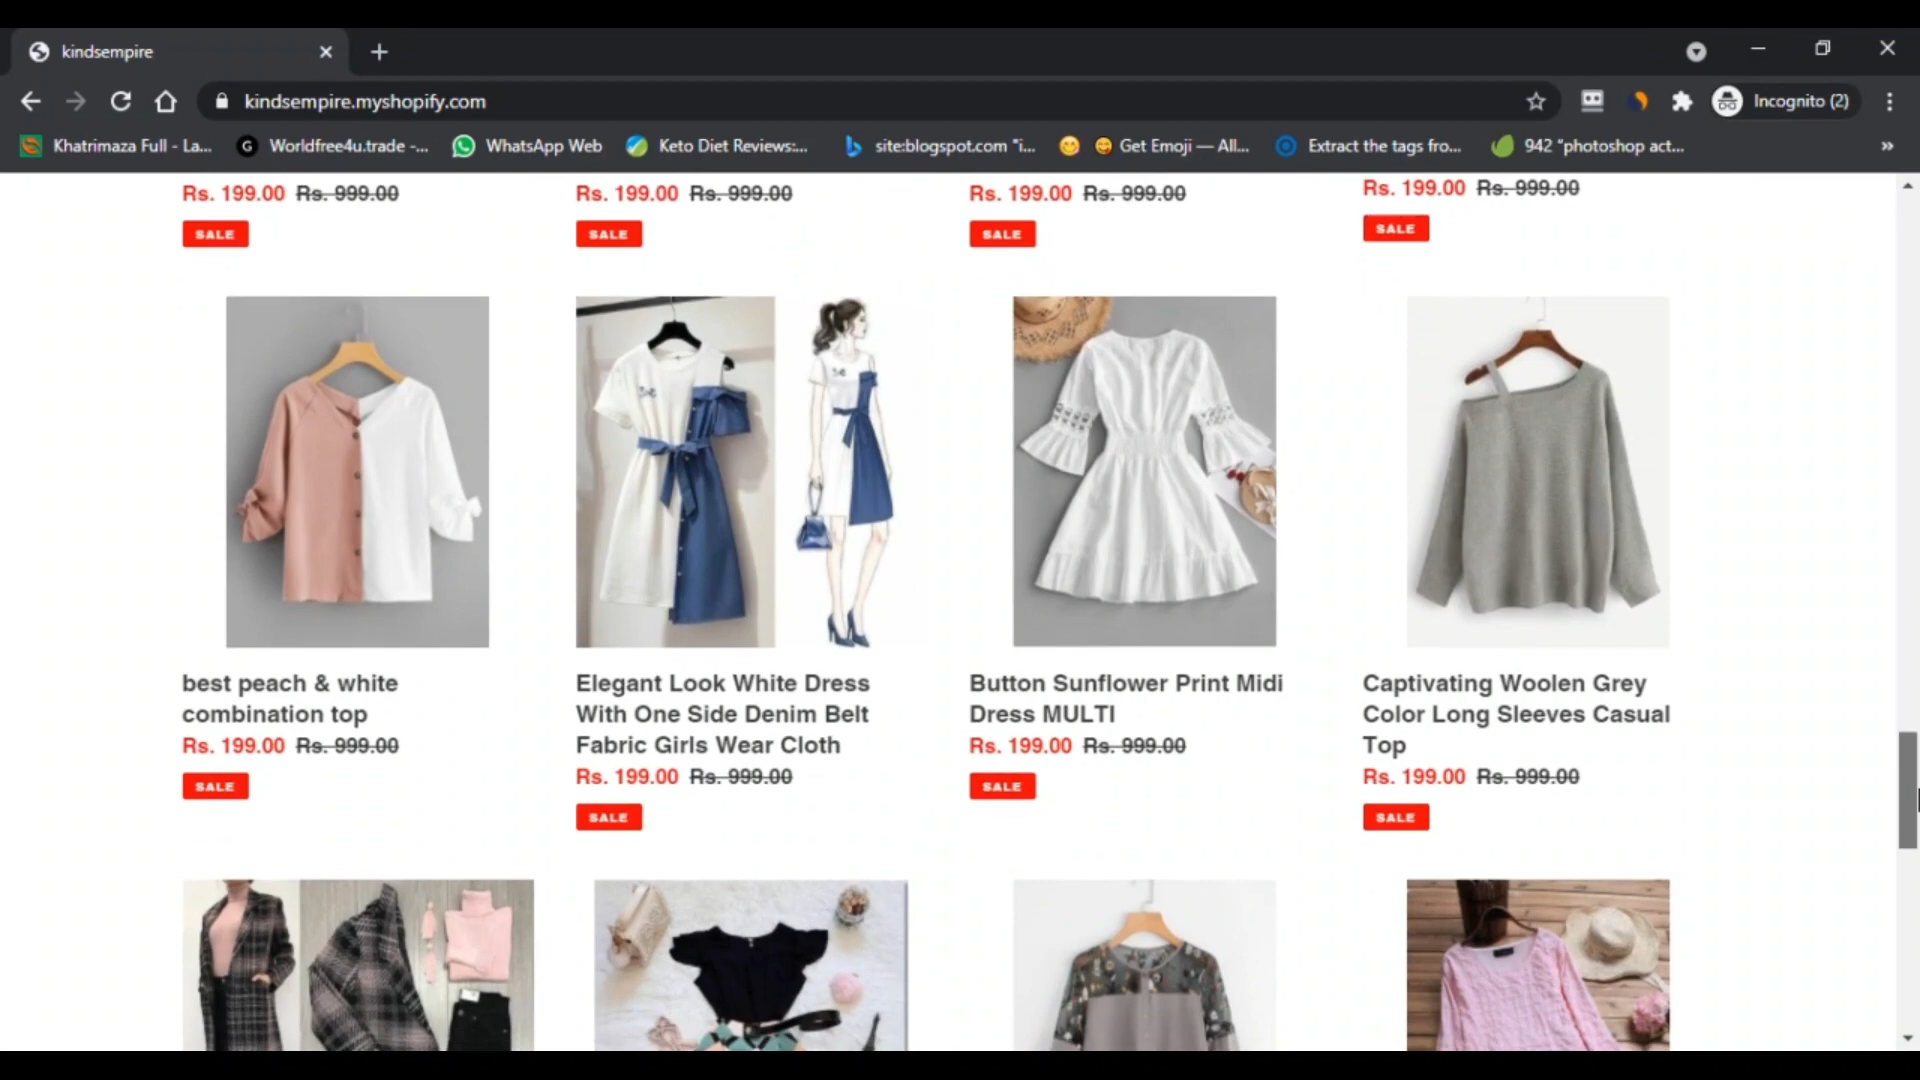 kindsempire
kindsempire.myshopify.com
Incognito (2)
Khatrimaza Full - La...
Worldfree4u.trade -...
WhatsApp Web
Keto Diet Reviews:...
site:blogspot.com "i...
Get Emoji — All...
Extract the tags fro...
942 "photoshop act...
Rs. 199.00 Rs. 999.00
SALE
Rs. 199.00 Rs. 999.00
SALE
Rs. 199.00 Rs. 999.00
SALE
Rs. 199.00 Rs. 999.00
SALE
best peach & white
combination top
Rs. 199.00 Rs. 999.00
SALE
Elegant Look White Dress
With One Side Denim Belt
Fabric Girls Wear Cloth
Rs. 199.00 Rs. 999.00
SALE
Button Sunflower Print Midi
Dress MULTI
Rs. 199.00 Rs. 999.00
SALE
Captivating Woolen Grey
Color Long Sleeves Casual
Top
Rs. 199.00 Rs. 999.00
SALE